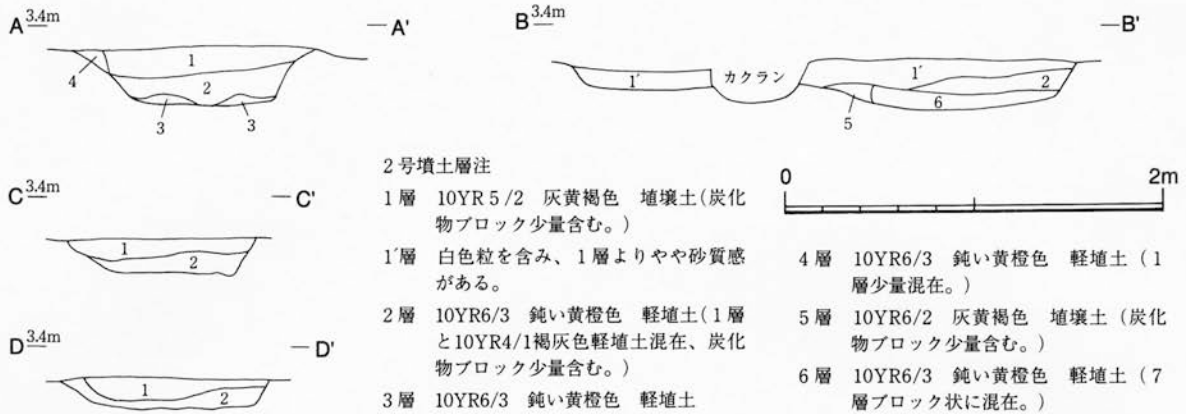 A 3.4m — A'
1
2
4
3 3
B 3.4m — B'
1' カクラン 1' 2
5 6
C 3.4m — C'
1 2
D 3.4m — D'
1 2
0 2m
2号墳土層注
1層 10YR 5/2 灰黄褐色 埴壌土(炭化
物ブロック少量含む。)
1′層 白色粒を含み、1層よりやや砂質感
がある。
2層 10YR6/3 鈍い黄橙色 軽埴土(1層
と10YR4/1褐灰色軽埴土混在、炭化
物ブロック少量含む。)
3層 10YR6/3 鈍い黄橙色 軽埴土
4層 10YR6/3 鈍い黄橙色 軽埴土(1
層少量混在。)
5層 10YR6/2 灰黄褐色 埴壌土(炭化
物ブロック少量含む。)
6層 10YR6/3 鈍い黄橙色 軽埴土(7
層ブロック状に混在。)